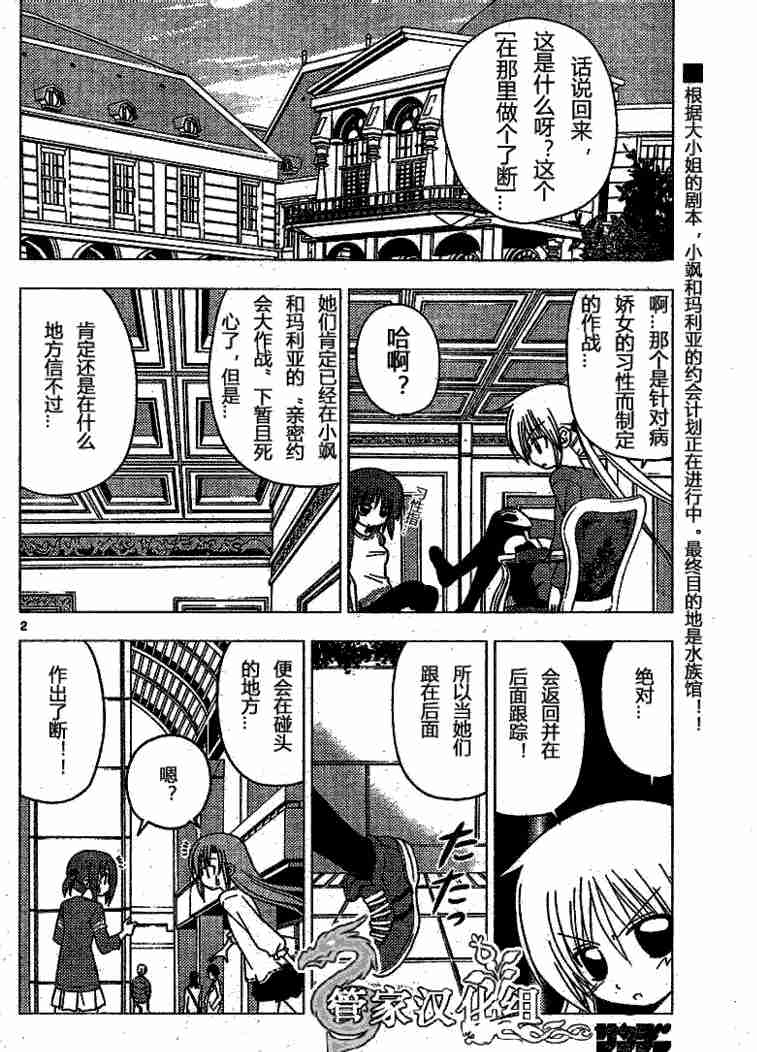 ■根据大小姐的剧本，小飒和玛利亚的约会计划正在进行中。最终目的地是水族馆！！
话说回来，
这是什么呀？这个
[在那里做个了断]…
啊…那个是针对病
娇女的习性而制定
的作战…
哈啊？
习性指…
她们肯定已经在小飒
和玛利亚的“亲密约
会大作战”下暂且死
心了，但是…
肯定还是在什么
地方信不过…
2
绝对…
会返回并在
后面跟踪！
所以当她们
跟在后面
たたたっ
便会在碰头
的地方…
嗯？
作出了断！！
管家汉化组